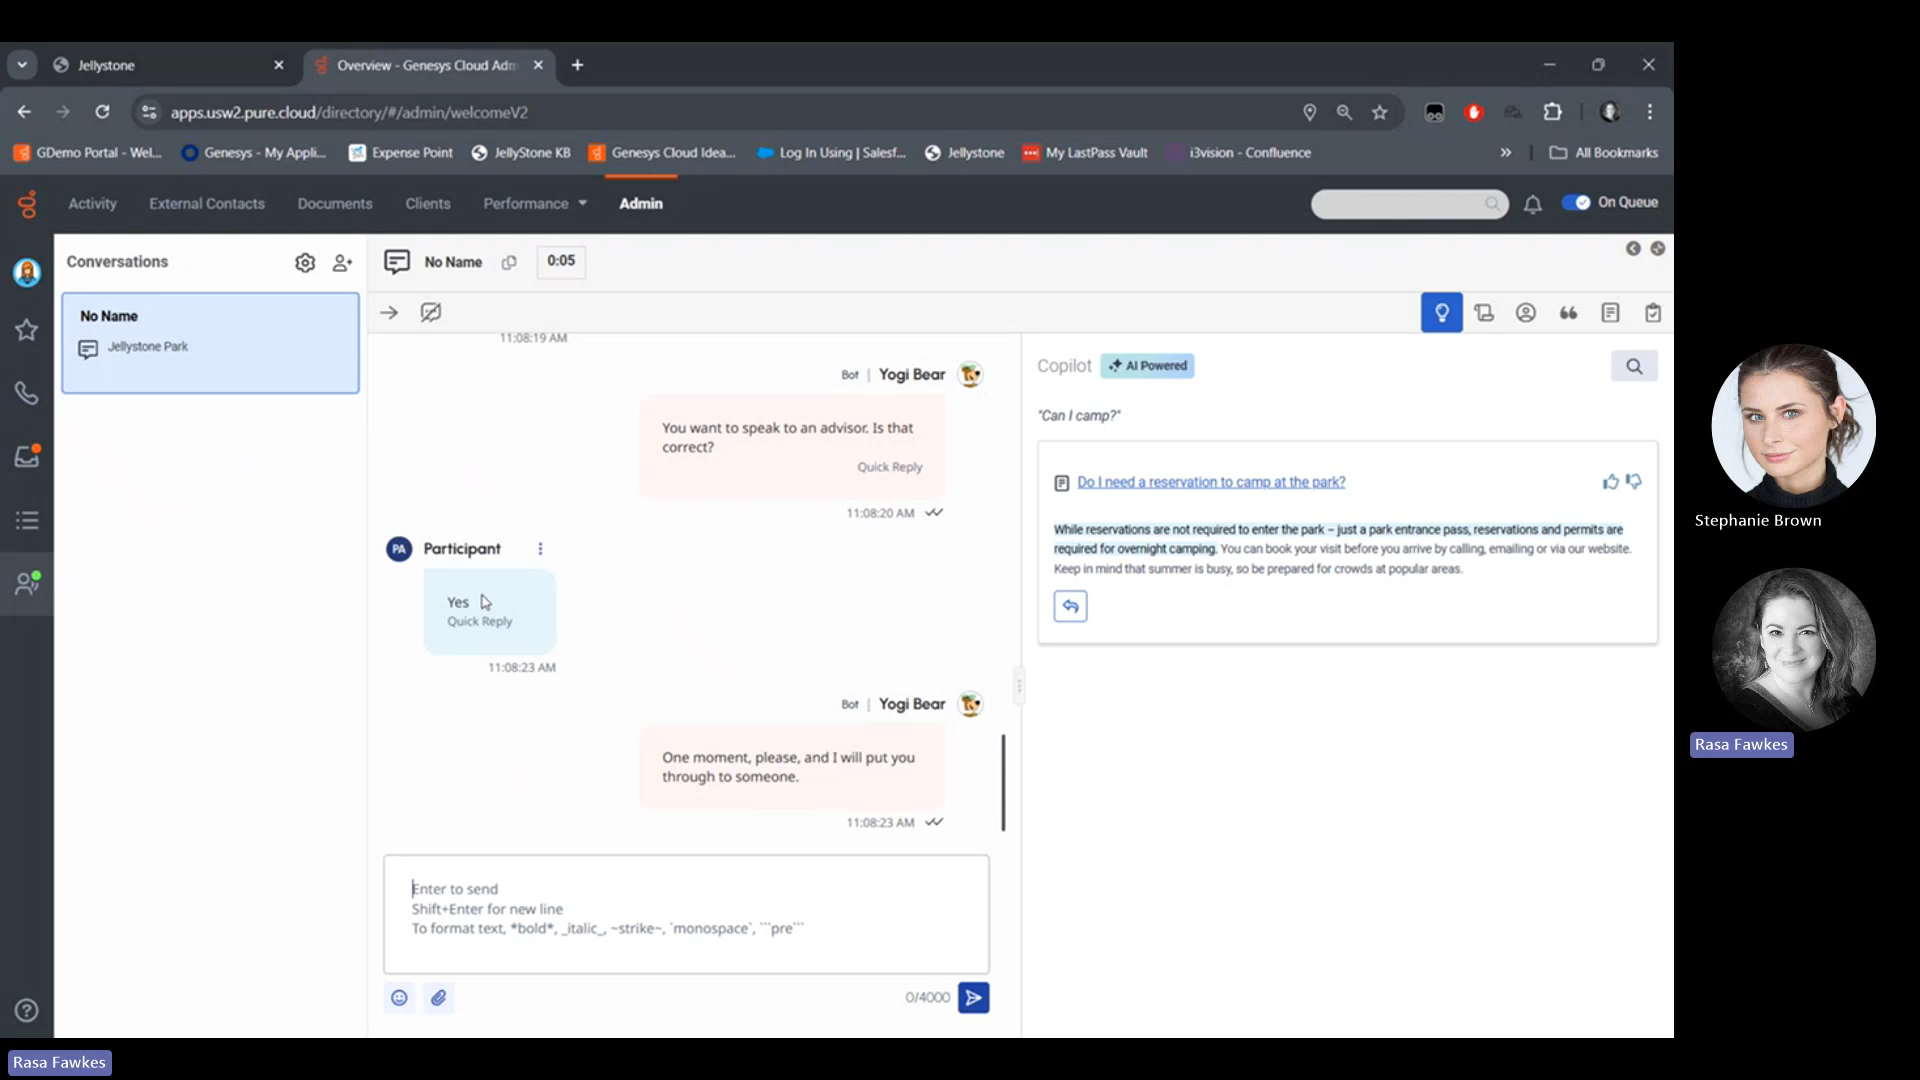 Jellystone
Overview - Genesys Cloud Adm
apps.usw2.pure.cloud/directory/#/admin/welcomeV2
GDemo Portal - Wel...
Genesys - My Appli...
Expense Point
JellyStone KB
Genesys Cloud Idea...
Log In Using | Salesf...
Jellystone
My LastPass Vault
i3vision - Confluence
All Bookmarks
Activity
External Contacts
Documents
Clients
Performance
Admin
On Queue
Conversations
No Name
Jellystone Park
No Name
0:05
11:08:19 AM
Bot | Yogi Bear
You want to speak to an advisor. Is that
correct?
Quick Reply
11:08:20 AM
PA
Participant
Yes
Quick Reply
11:08:23 AM
Bot | Yogi Bear
One moment, please, and I will put you
through to someone.
11:08:23 AM
Enter to send
Shift+Enter for new line
To format text, *bold*, _italic_, ~strike~, `monospace`, ```pre```
0/4000
Copilot
AI Powered
"Can I camp?"
Do I need a reservation to camp at the park?
While reservations are not required to enter the park – just a park entrance pass, reservations and permits are
required for overnight camping. You can book your visit before you arrive by calling, emailing or via our website.
Keep in mind that summer is busy, so be prepared for crowds at popular areas.
Stephanie Brown
Rasa Fawkes
Rasa Fawkes